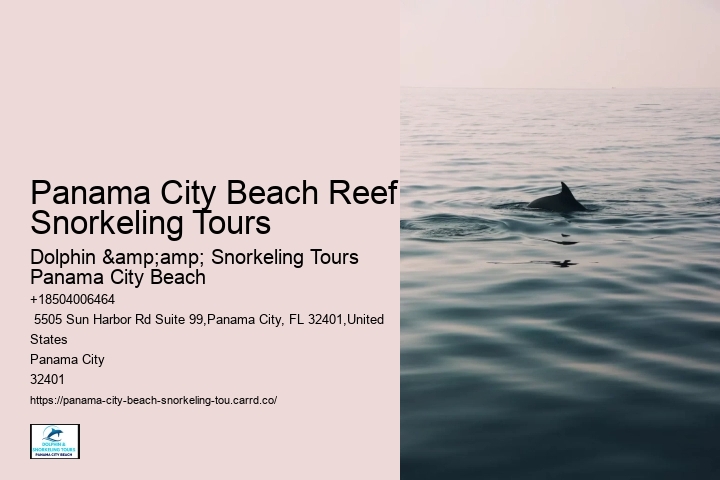 Panama City Beach Reef
Snorkeling Tours
Dolphin &amp;amp; Snorkeling Tours
Panama City Beach
+18504006464
5505 Sun Harbor Rd Suite 99,Panama City, FL 32401,United
States
Panama City
32401
https://panama-city-beach-snorkeling-tou.carrd.co/
DOLPHIN &
SNORKELING TOURS
PANAMA CITY BEACH